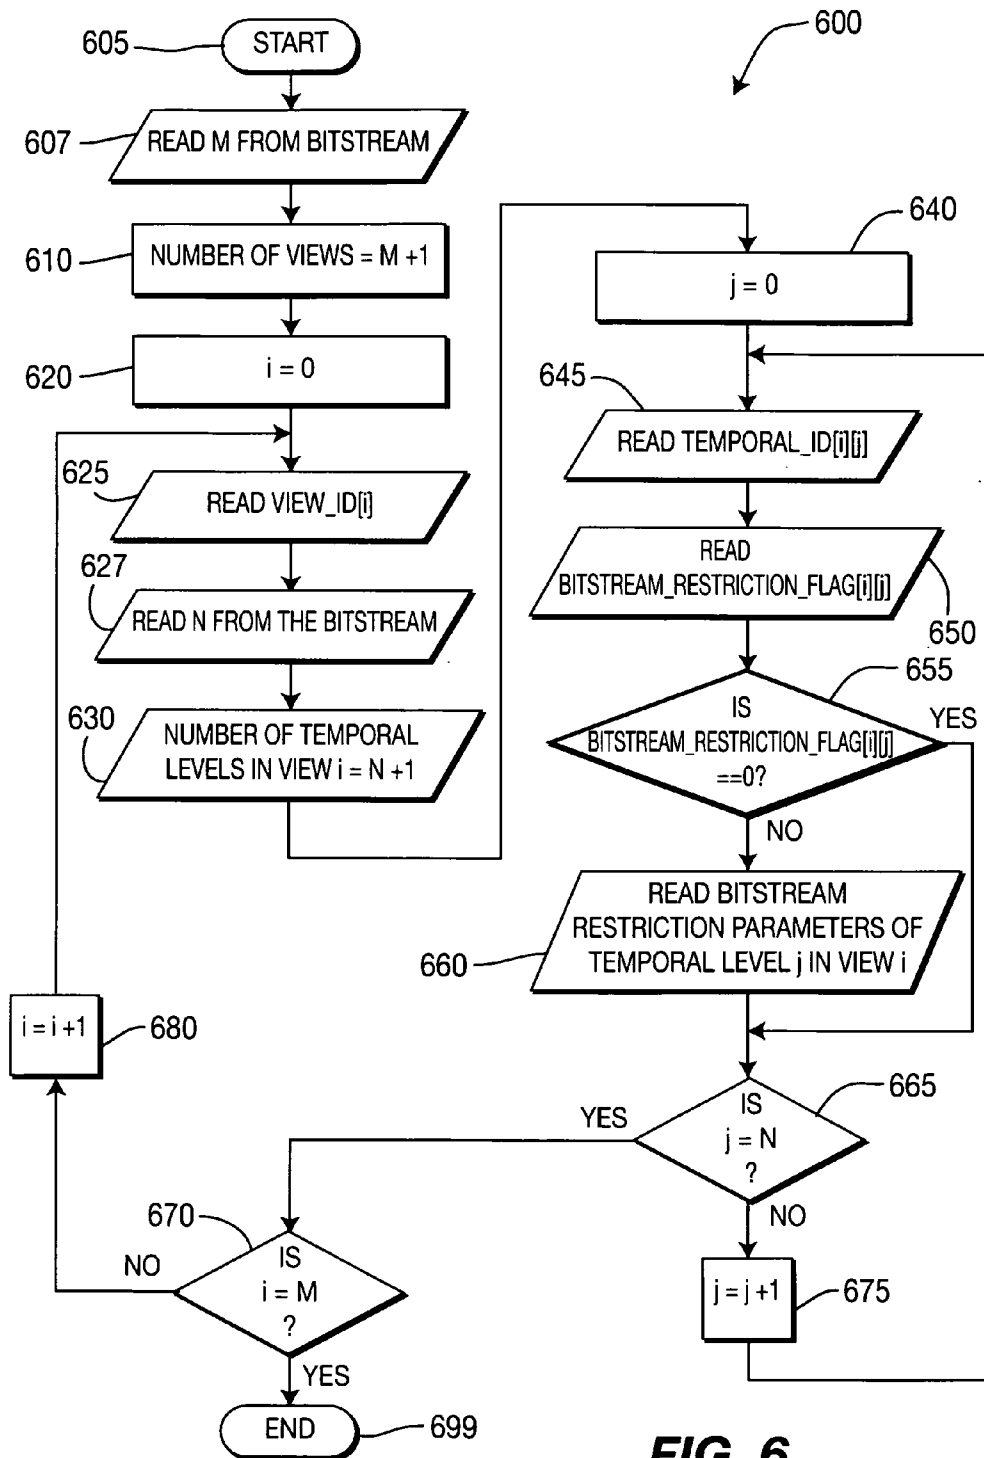 600
605
START
607
READ M FROM BITSTREAM
610
NUMBER OF VIEWS = M +1
620
i = 0
625
READ VIEW_ID[i]
627
READ N FROM THE BITSTREAM
630
NUMBER OF TEMPORAL
LEVELS IN VIEW i = N +1
640
j = 0
645
READ TEMPORAL_ID[i][j]
READ
BITSTREAM_RESTRICTION_FLAG[i][j]
650
655
IS
BITSTREAM_RESTRICTION_FLAG[i][j]
==0?
YES
NO
READ BITSTREAM
RESTRICTION PARAMETERS OF
TEMPORAL LEVEL j IN VIEW i
660
665
IS
j = N
?
YES
NO
j = j +1
675
670
IS
i = M
?
NO
YES
i = i +1
680
END
699
FIG. 6